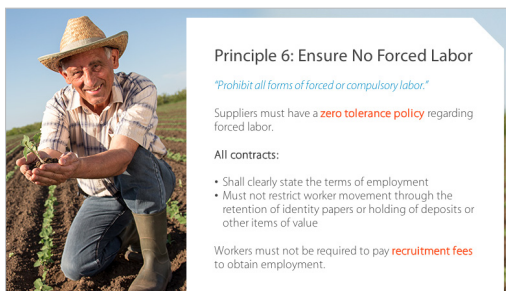 Principle 6: Ensure No Forced Labor
“Prohibit all forms of forced or compulsory labor.”
Suppliers must have a zero tolerance policy regarding
forced labor.
All contracts:
• Shall clearly state the terms of employment
• Must not restrict worker movement through the
retention of identity papers or holding of deposits or
other items of value
Workers must not be required to pay recruitment fees
to obtain employment.